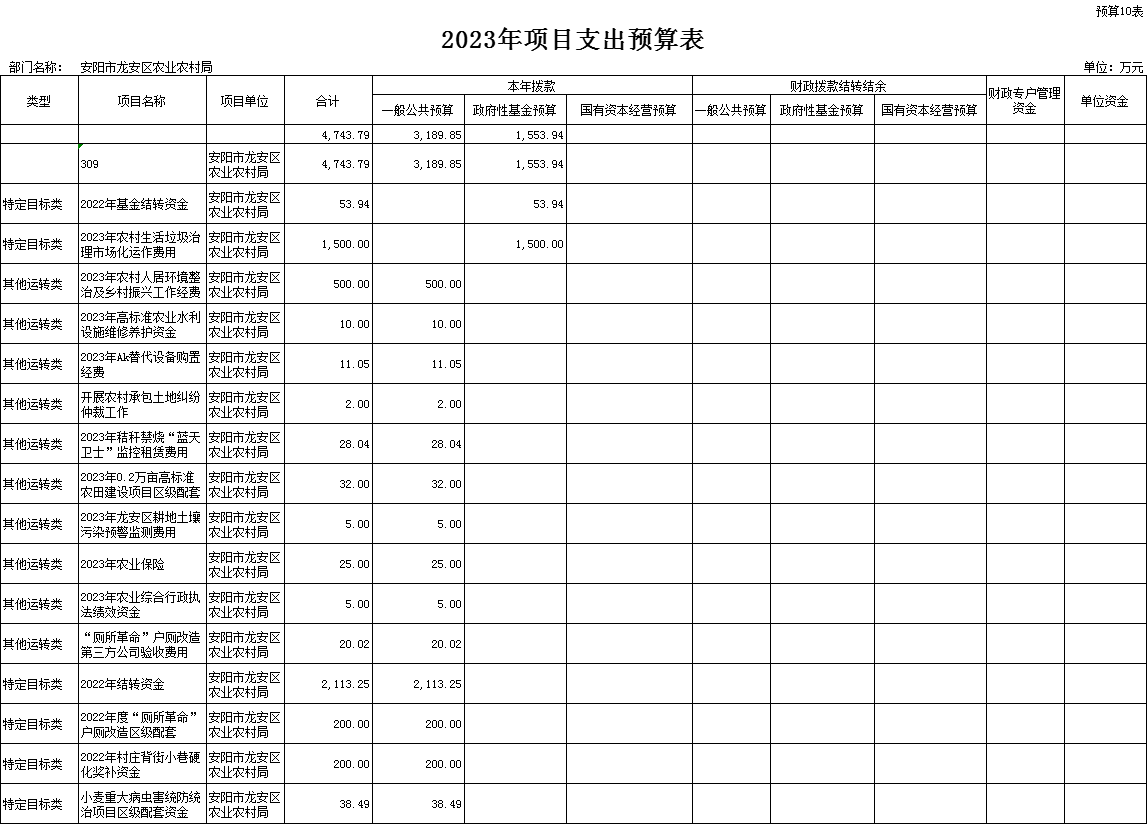 预算10表
2023年项目支出预算表
部门名称： 安阳市龙安区农业农村局 单位：万元
类型 项目名称 项目单位 合计 本年拨款 财政拨款结转结余 财政专户管理资金 单位资金
一般公共预算 政府性基金预算 国有资本经营预算 一般公共预算 政府性基金预算 国有资本经营预算
4,743.79 3,189.85 1,553.94
309 安阳市龙安区农业农村局 4,743.79 3,189.85 1,553.94
特定目标类 2022年基金结转资金 安阳市龙安区农业农村局 53.94 53.94
特定目标类 2023年农村生活垃圾治理市场化运作费用 安阳市龙安区农业农村局 1,500.00 1,500.00
其他运转类 2023年农村人居环境整治及乡村振兴工作经费 安阳市龙安区农业农村局 500.00 500.00
其他运转类 2023年高标准农业水利设施维修养护资金 安阳市龙安区农业农村局 10.00 10.00
其他运转类 2023年Ak替代设备购置经费 安阳市龙安区农业农村局 11.05 11.05
其他运转类 开展农村承包土地纠纷仲裁工作 安阳市龙安区农业农村局 2.00 2.00
其他运转类 2023年秸秆禁烧“蓝天卫士”监控租赁费用 安阳市龙安区农业农村局 28.04 28.04
其他运转类 2023年0.2万亩高标准农田建设项目区级配套 安阳市龙安区农业农村局 32.00 32.00
其他运转类 2023年龙安区耕地土壤污染预警监测费用 安阳市龙安区农业农村局 5.00 5.00
其他运转类 2023年农业保险 安阳市龙安区农业农村局 25.00 25.00
其他运转类 2023年农业综合行政执法绩效资金 安阳市龙安区农业农村局 5.00 5.00
其他运转类 “厕所革命”户厕改造第三方公司验收费用 安阳市龙安区农业农村局 20.02 20.02
特定目标类 2022年结转资金 安阳市龙安区农业农村局 2,113.25 2,113.25
特定目标类 2022年度“厕所革命”户厕改造区级配套 安阳市龙安区农业农村局 200.00 200.00
特定目标类 2022年村庄背街小巷硬化奖补资金 安阳市龙安区农业农村局 200.00 200.00
特定目标类 小麦重大病虫害统防统治项目区级配套资金 安阳市龙安区农业农村局 38.49 38.49